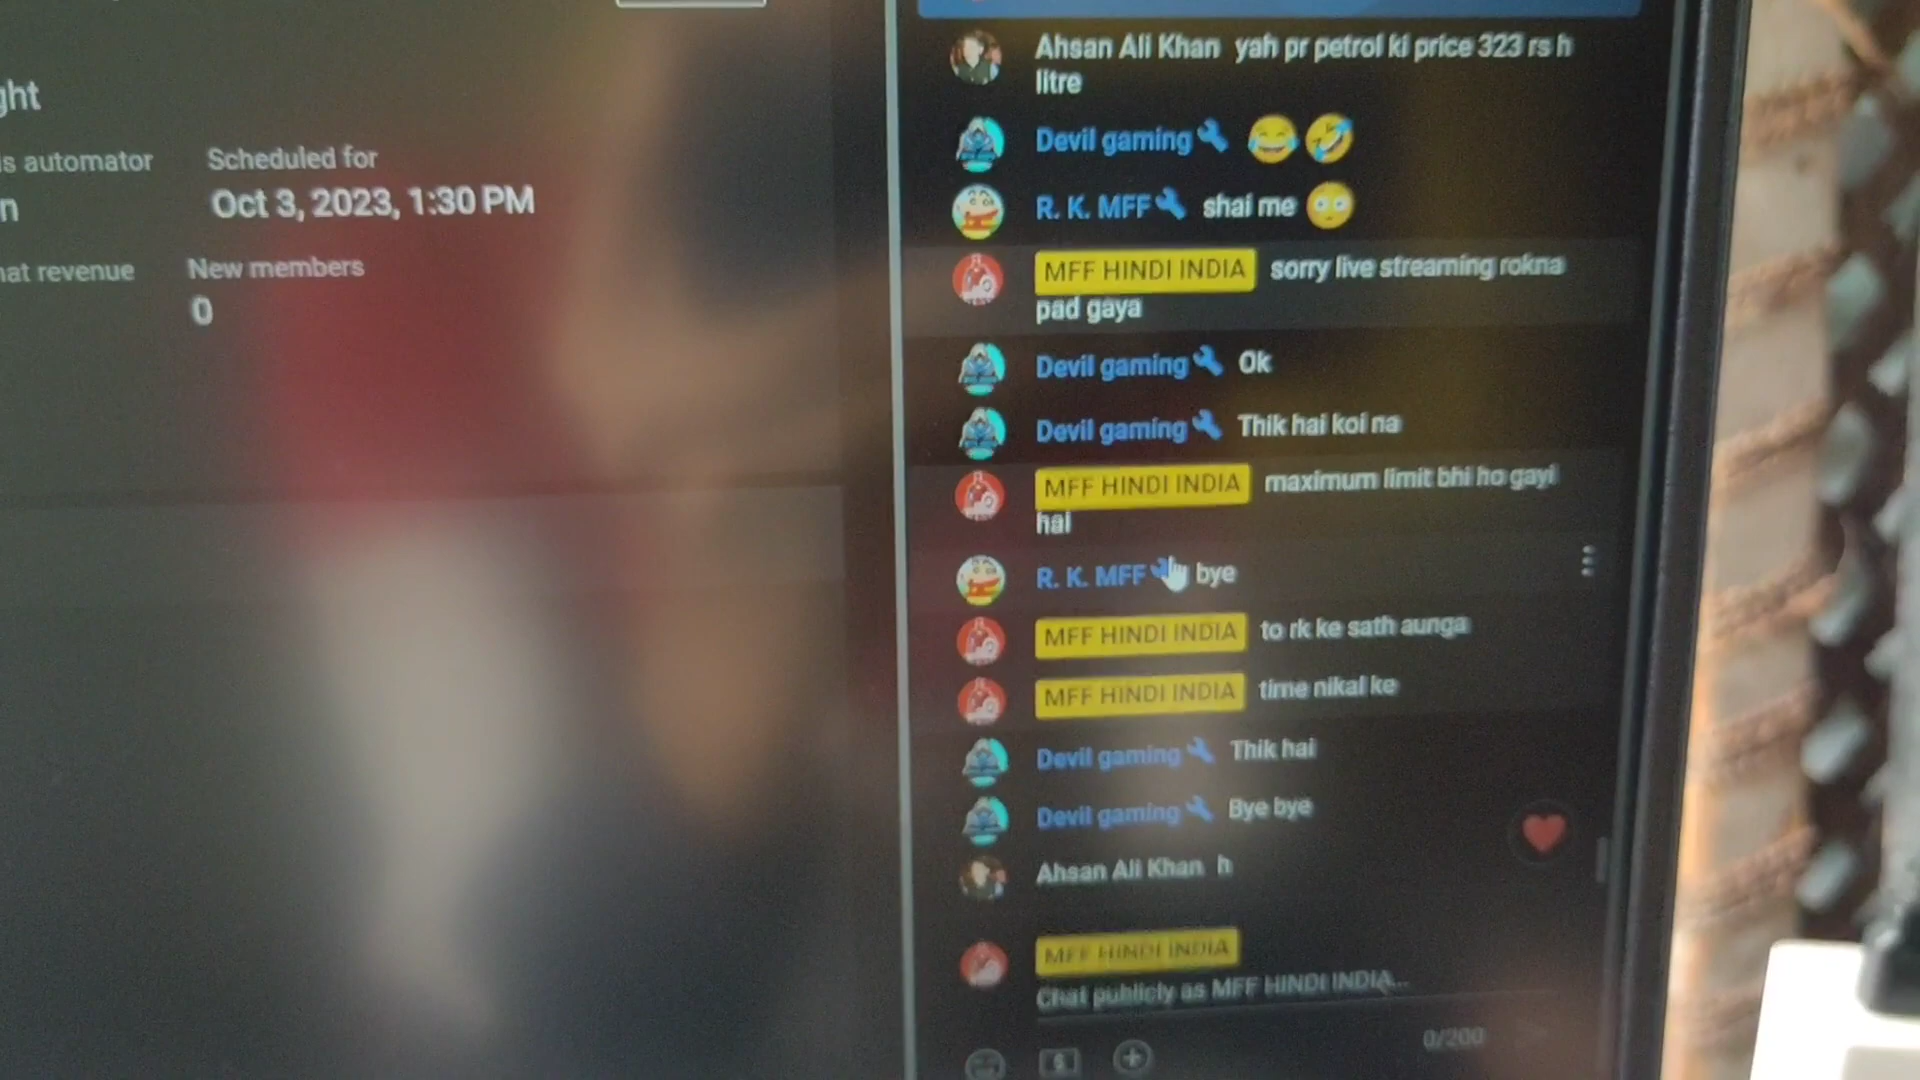 ght
s automator
Scheduled for
n
Oct 3, 2023, 1:30 PM
hat revenue
New members
0
Ahsan Ali Khan yah pr petrol ki price 323 rs h
litre
Devil gaming 😂 🤣
R. K. MFF shai me 😳
MFF HINDI INDIA sorry live streaming rokna
pad gaya
Devil gaming Ok
Devil gaming Thik hai koi na
MFF HINDI INDIA maximum limit bhi ho gayi
hai
R. K. MFF bye
MFF HINDI INDIA to rk ke sath aunga
MFF HINDI INDIA time nikal ke
Devil gaming Thik hai
Devil gaming Bye bye
Ahsan Ali Khan h
MFF HINDI INDIA
Chat publicly as MFF HINDI INDIA...
0/200